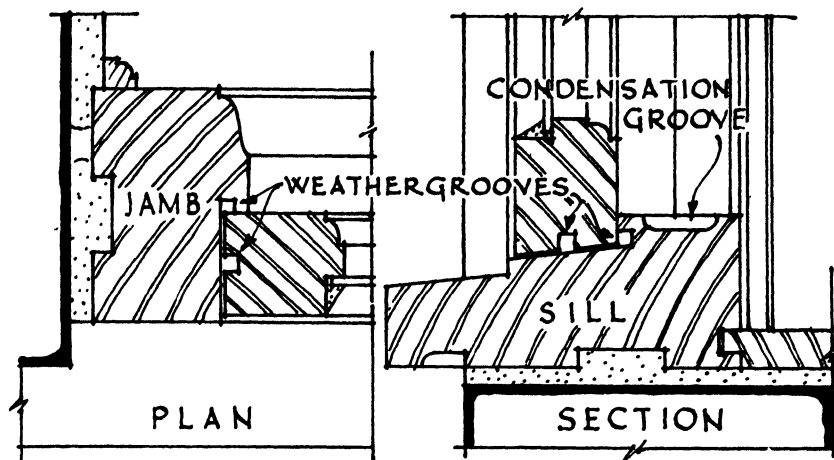 CONDENSATION
GROOVE
WEATHERGROOVES
JAMB
SILL
PLAN
SECTION